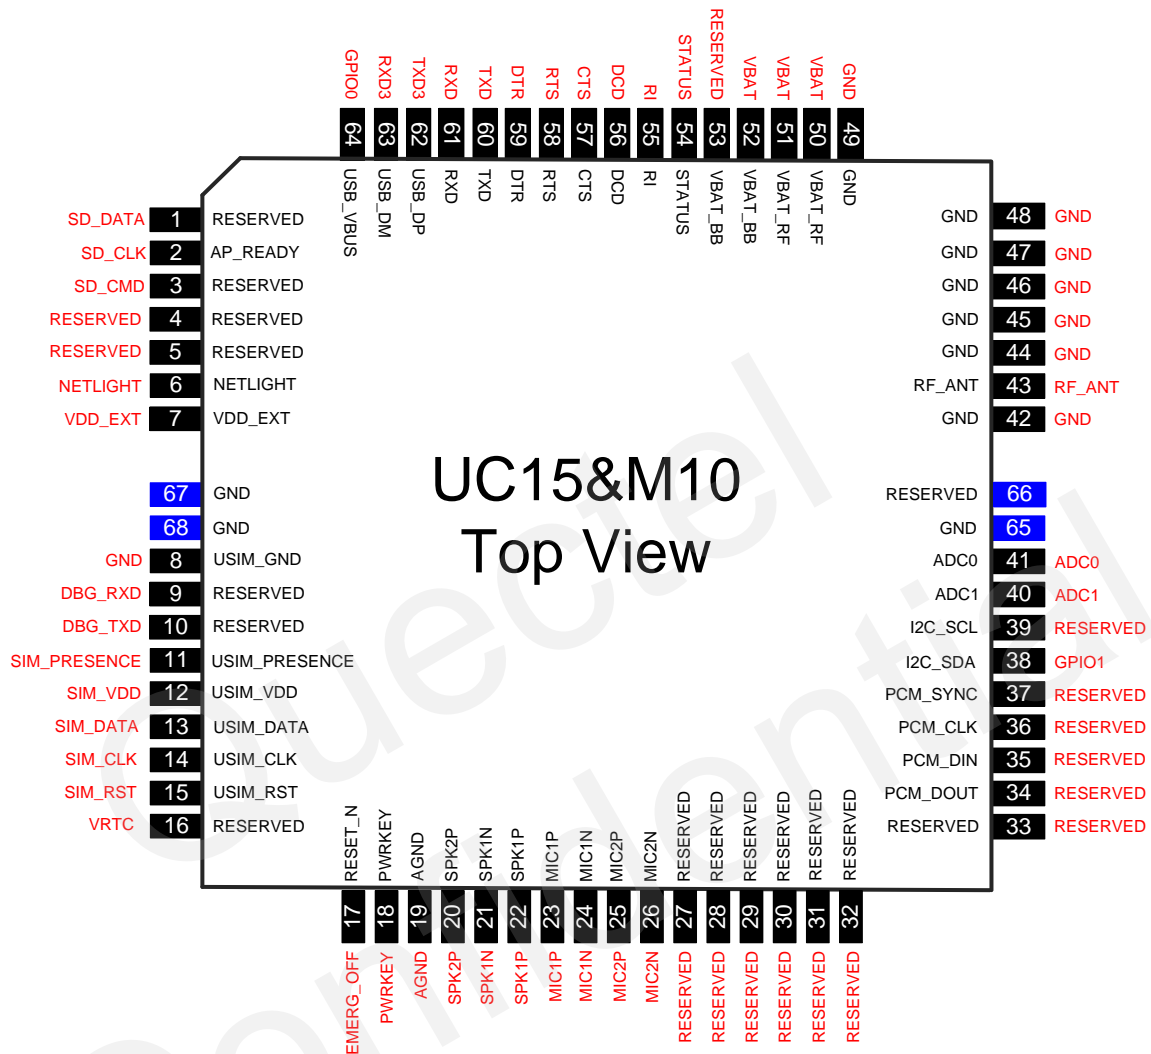 GPIO0 RXD3 TXD3 RXD TXD DTR RTS CTS DCD RI STATUS RESERVED VBAT VBAT VBAT GND
64 63 62 61 60 59 58 57 56 55 54 53 52 51 50 49
USB_VBUS USB_DM USB_DP RXD TXD DTR RTS CTS DCD RI STATUS VBAT_BB VBAT_BB VBAT_RF VBAT_RF GND
SD_DATA 1 RESERVED
SD_CLK 2 AP_READY
SD_CMD 3 RESERVED
RESERVED 4 RESERVED
RESERVED 5 RESERVED
NETLIGHT 6 NETLIGHT
VDD_EXT 7 VDD_EXT
67 GND
68 GND
GND 8 USIM_GND
DBG_RXD 9 RESERVED
DBG_TXD 10 RESERVED
SIM_PRESENCE 11 USIM_PRESENCE
SIM_VDD 12 USIM_VDD
SIM_DATA 13 USIM_DATA
SIM_CLK 14 USIM_CLK
SIM_RST 15 USIM_RST
VRTC 16 RESERVED
UC15&M10
Top View
GND 48 GND
GND 47 GND
GND 46 GND
GND 45 GND
GND 44 GND
RF_ANT 43 RF_ANT
GND 42 GND
RESERVED 66
GND 65
ADC0 41 ADC0
ADC1 40 ADC1
I2C_SCL 39 RESERVED
I2C_SDA 38 GPIO1
PCM_SYNC 37 RESERVED
PCM_CLK 36 RESERVED
PCM_DIN 35 RESERVED
PCM_DOUT 34 RESERVED
RESERVED 33 RESERVED
RESET_N PWRKEY AGND SPK2P SPK1N SPK1P MIC1P MIC1N MIC2P MIC2N RESERVED RESERVED RESERVED RESERVED RESERVED RESERVED
17 18 19 20 21 22 23 24 25 26 27 28 29 30 31 32
EMERG_OFF PWRKEY AGND SPK2P SPK1N SPK1P MIC1P MIC1N MIC2P MIC2N RESERVED RESERVED RESERVED RESERVED RESERVED RESERVED
Quectel
Confidential